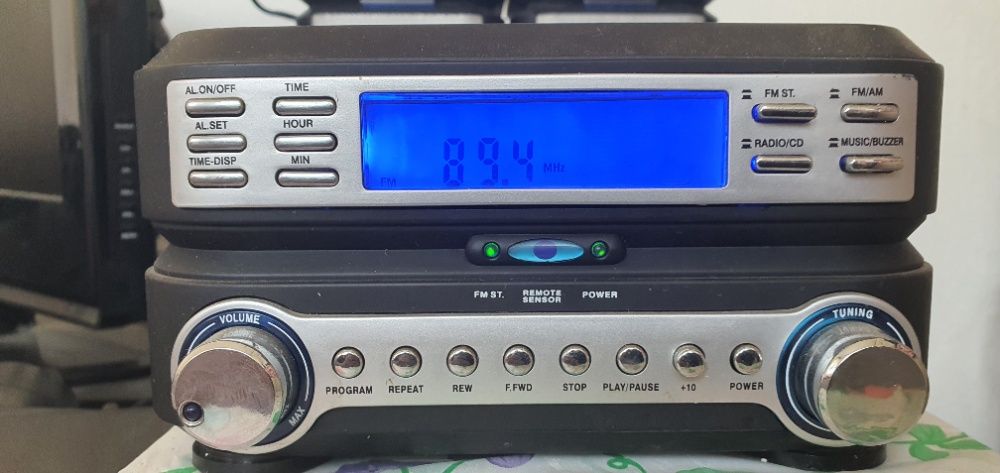 AL.ON/OFF TIME
AL.SET HOUR
TIME-DISP MIN
FM 89.4 MHz
FM ST. FM/AM
RADIO/CD MUSIC/BUZZER
FM ST. REMOTE SENSOR POWER
VOLUME
MAX
TUNING
PROGRAM REPEAT REW F.FWD STOP PLAY/PAUSE +10 POWER